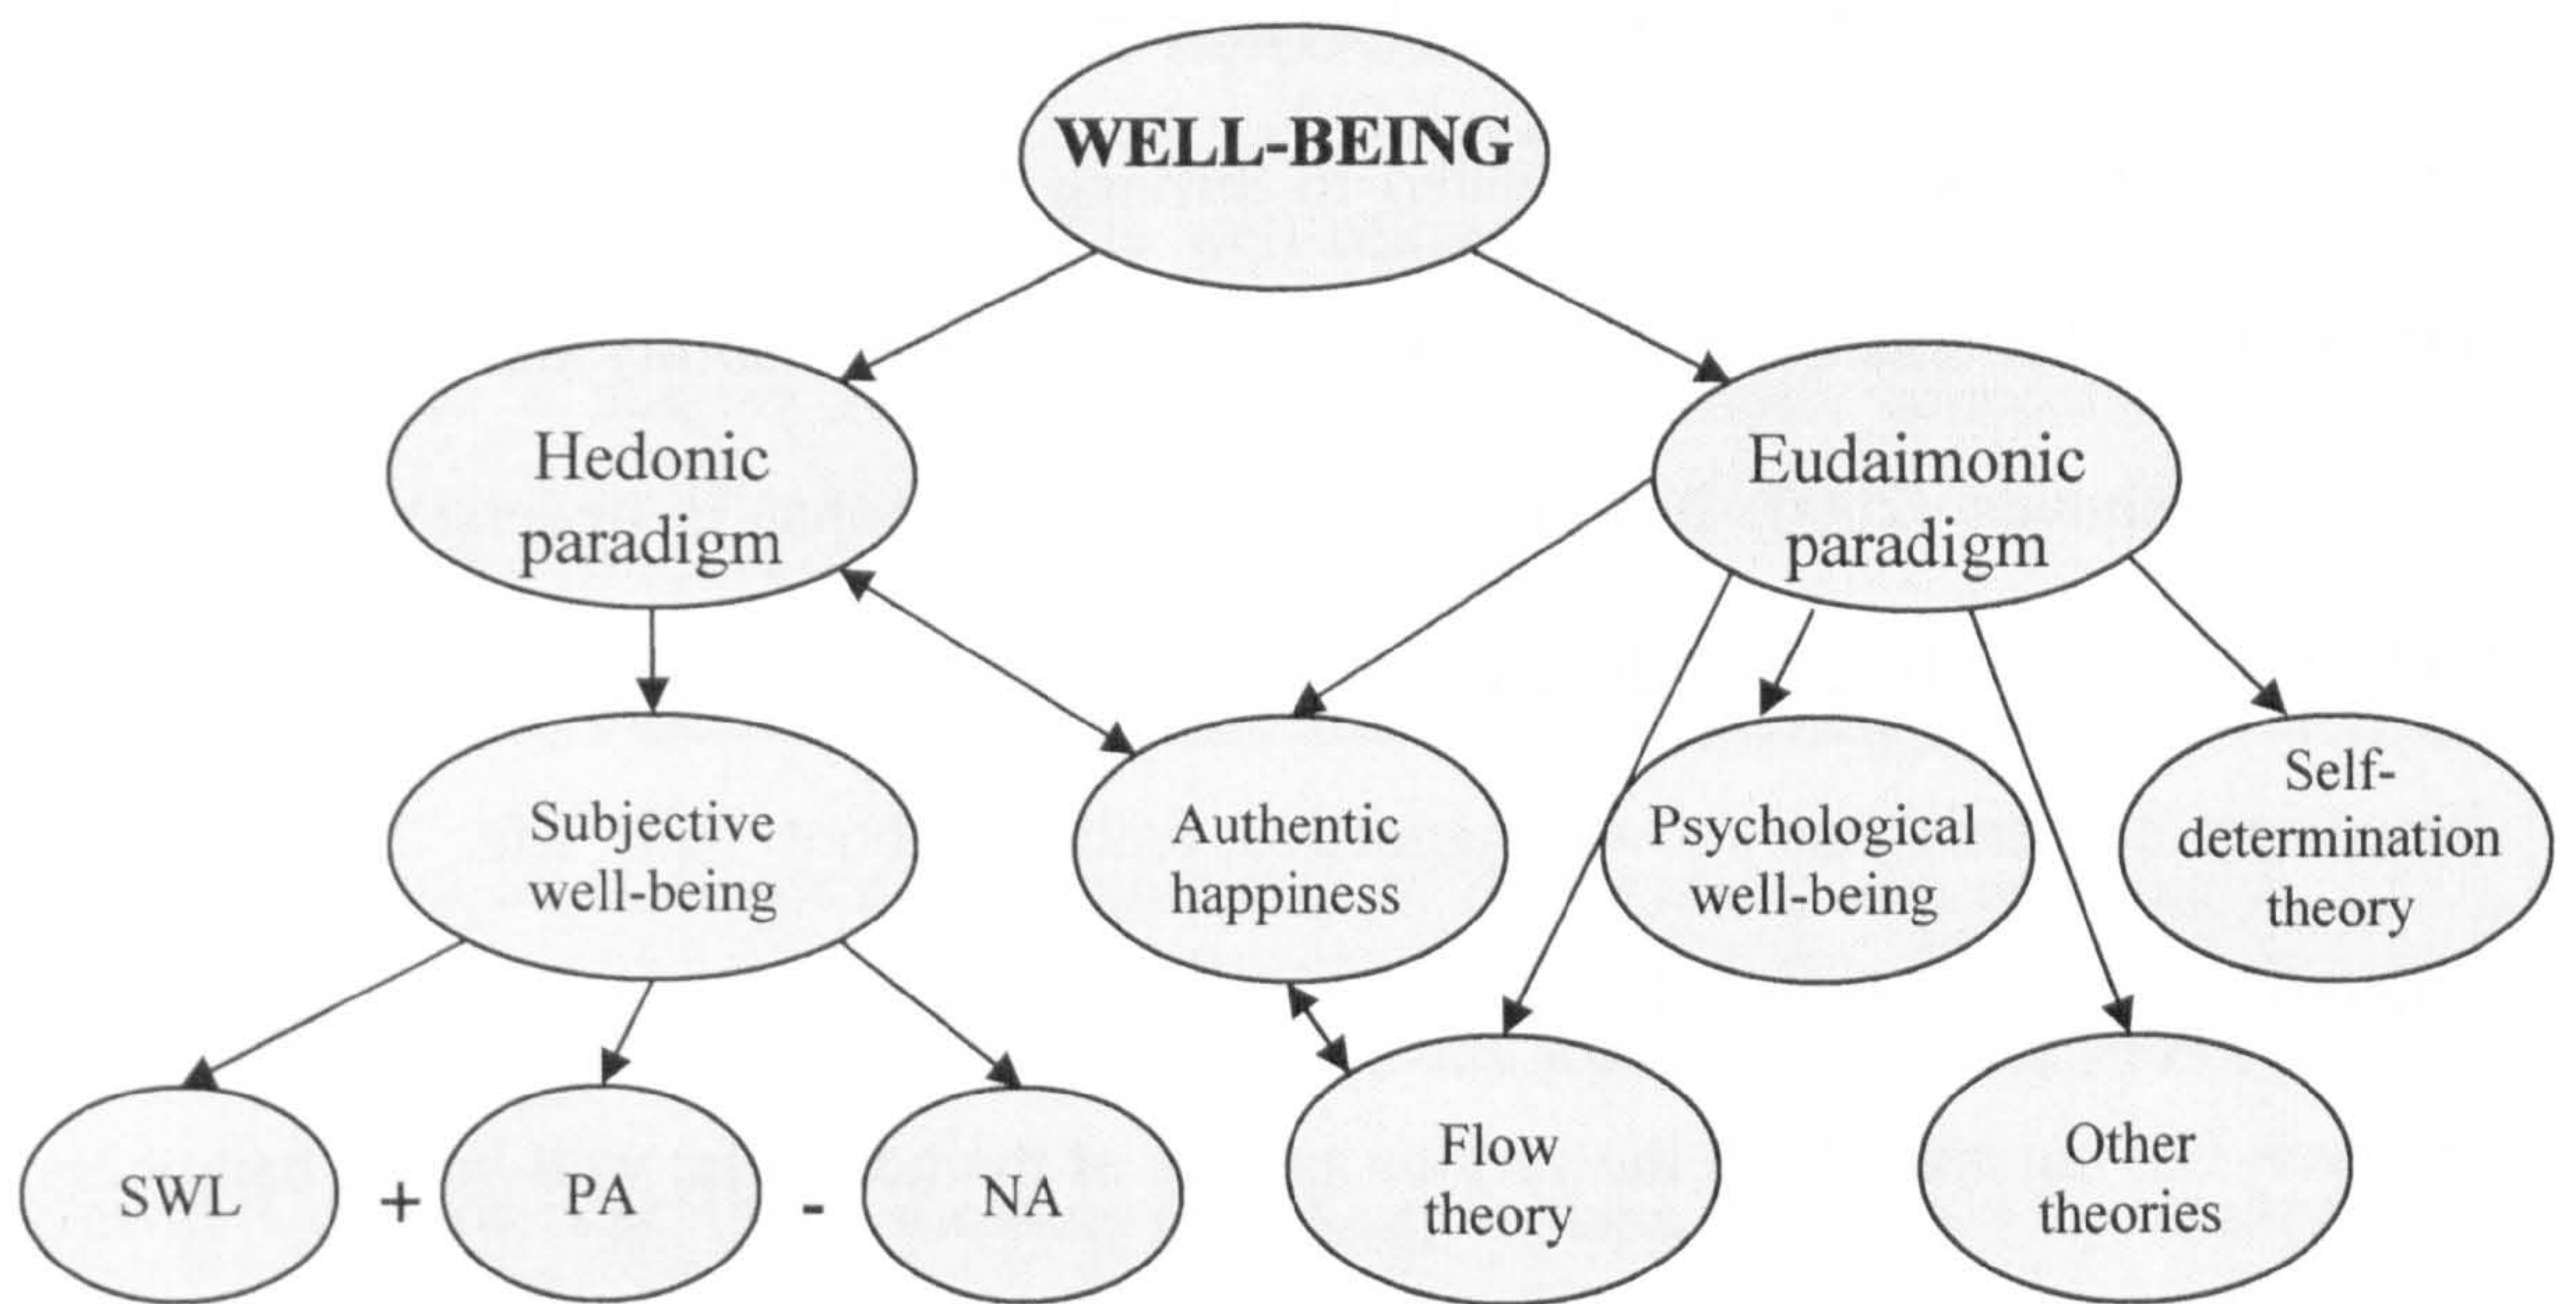 WELL-BEING
Hedonic
paradigm
Eudaimonic
paradigm
Subjective
well-being
Authentic
happiness
Psychological
well-being
Self-
determination
theory
SWL + PA - NA
Flow
theory
Other
theories